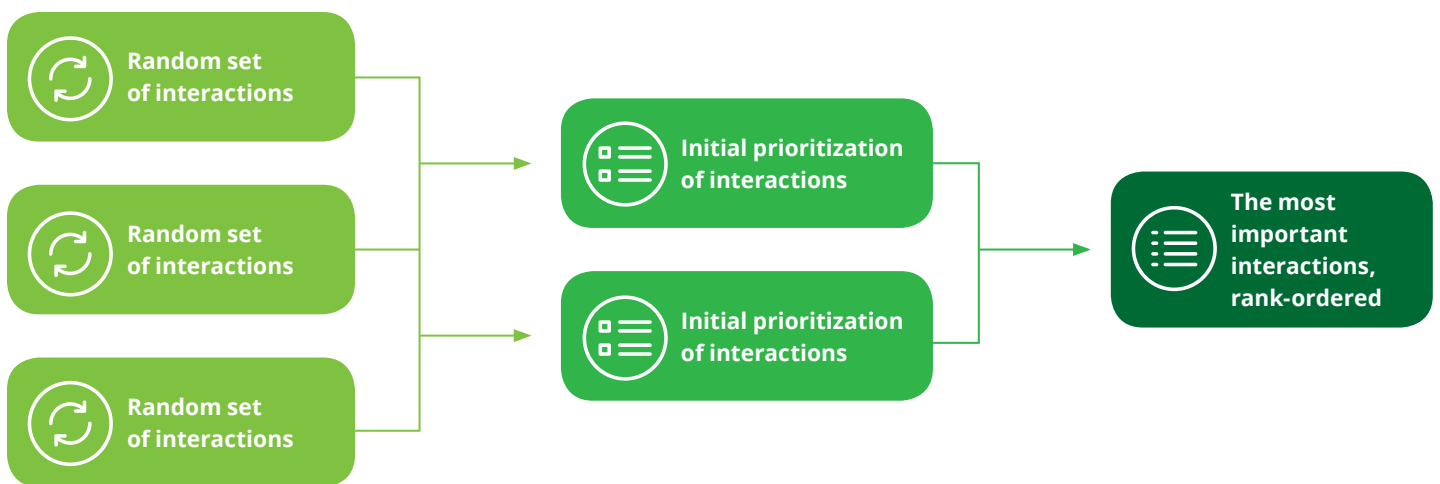 Random set
of interactions
Random set
of interactions
Random set
of interactions
Initial prioritization
of interactions
Initial prioritization
of interactions
The most
important
interactions,
rank-ordered